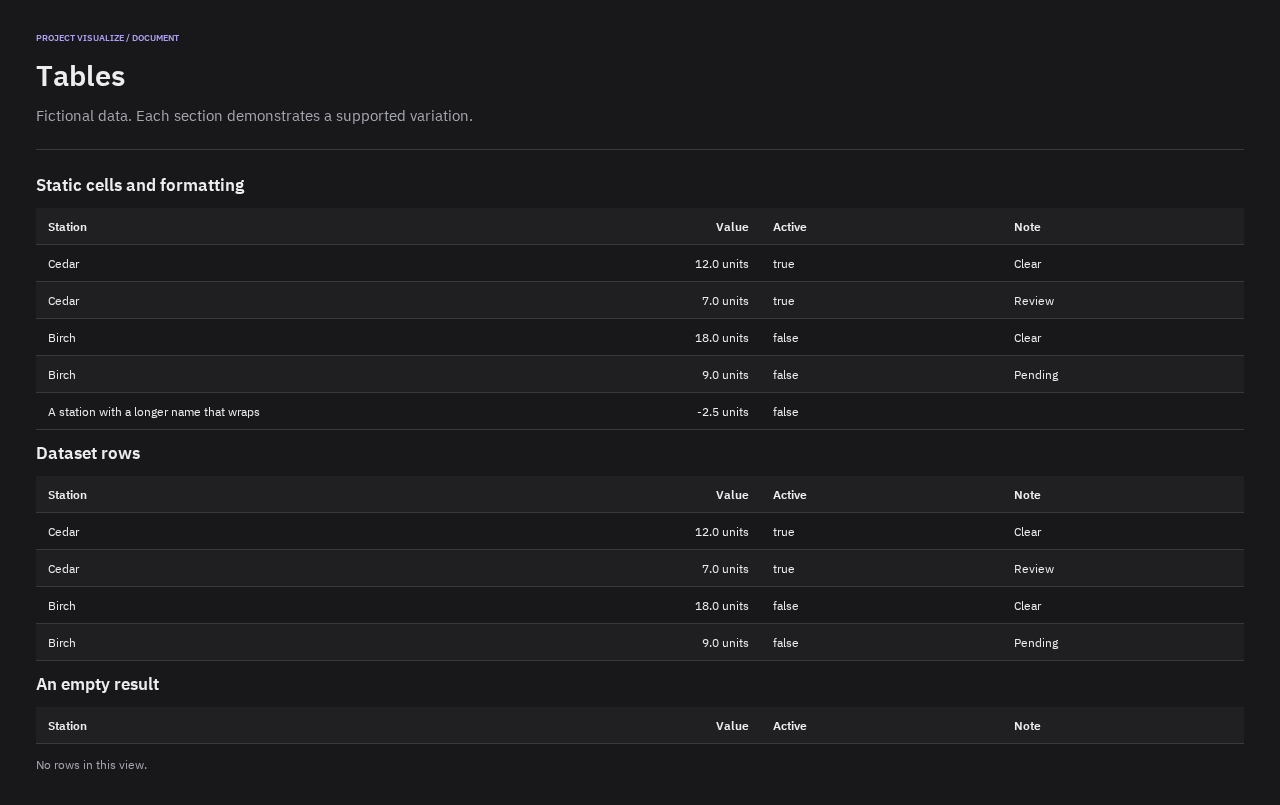 PROJECT VISUALIZE / DOCUMENT
Tables
Fictional data. Each section demonstrates a supported variation.
Static cells and formatting
Station Value Active Note
Cedar 12.0 units true Clear
Cedar 7.0 units true Review
Birch 18.0 units false Clear
Birch 9.0 units false Pending
A station with a longer name that wraps -2.5 units false
Dataset rows
Station Value Active Note
Cedar 12.0 units true Clear
Cedar 7.0 units true Review
Birch 18.0 units false Clear
Birch 9.0 units false Pending
An empty result
Station Value Active Note
No rows in this view.